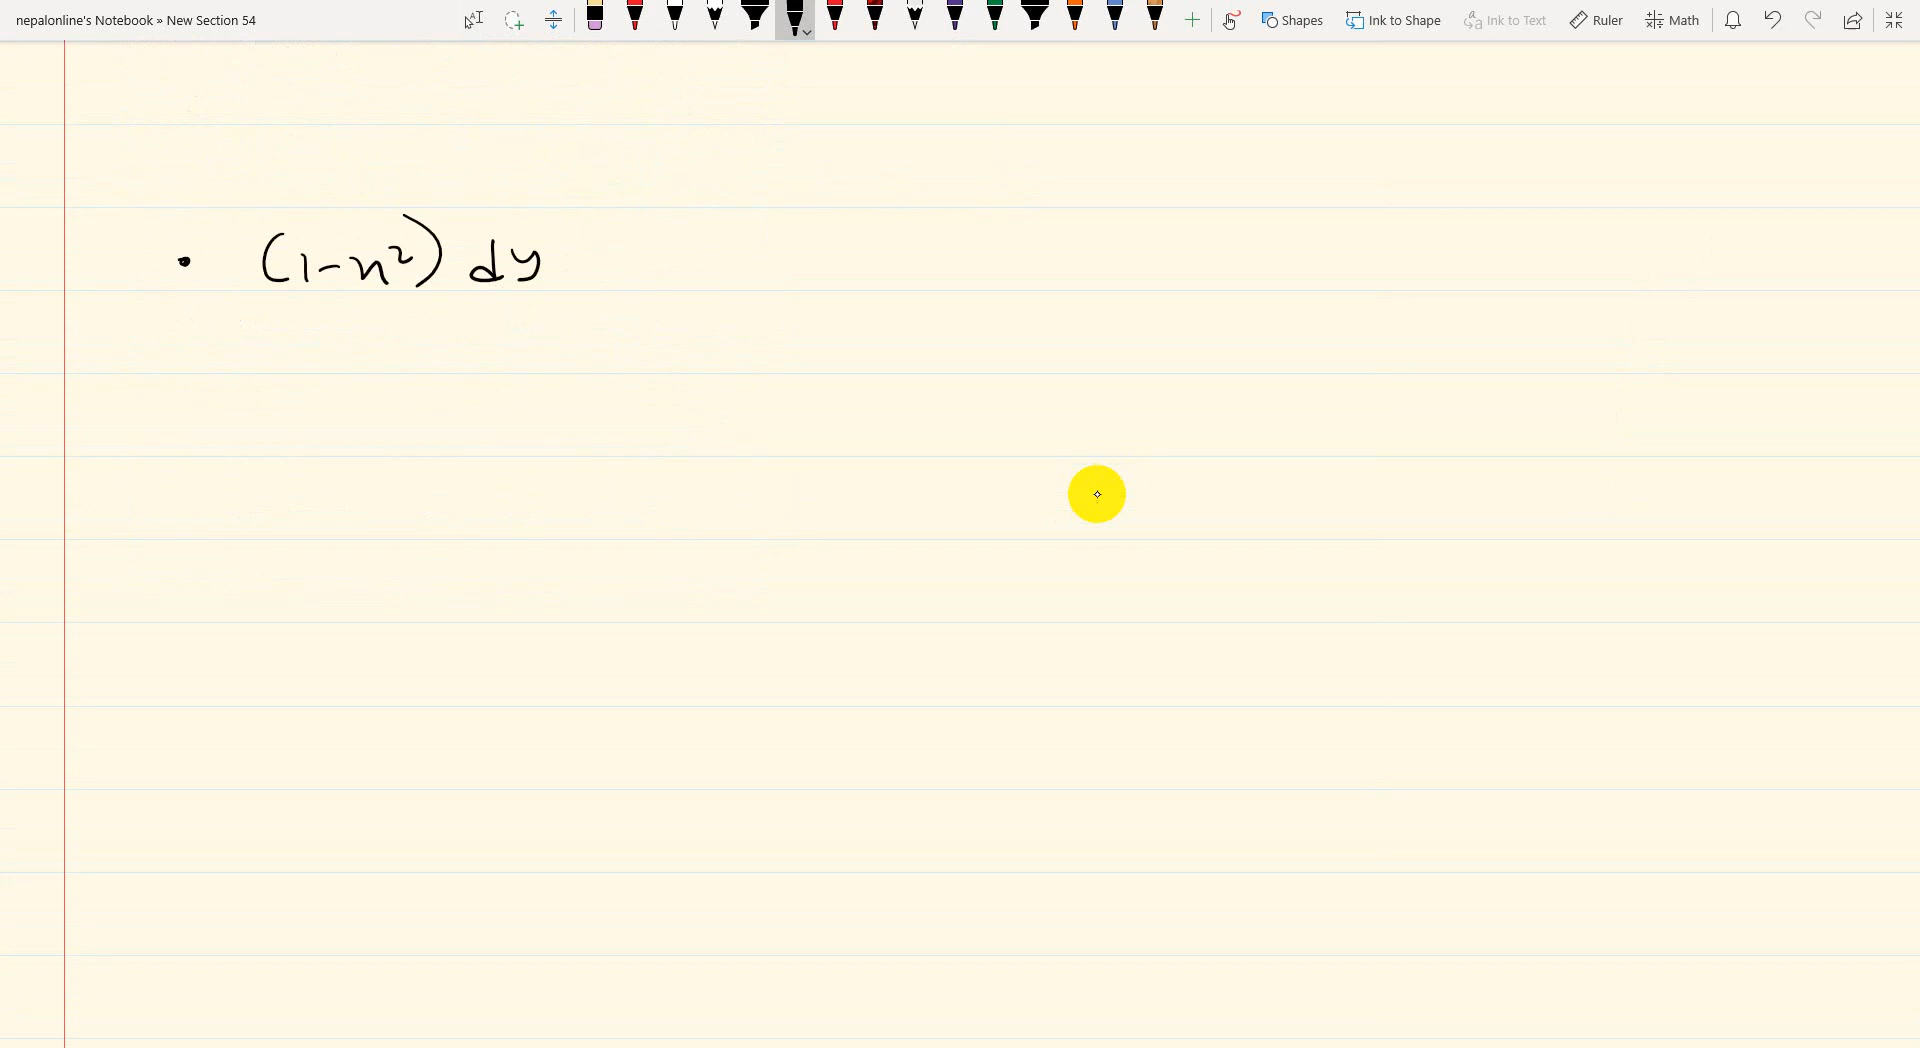 nepalonline's Notebook » New Section 54
Shapes
Ink to Shape
Ink to Text
Ruler
Math
(1-x²) dy